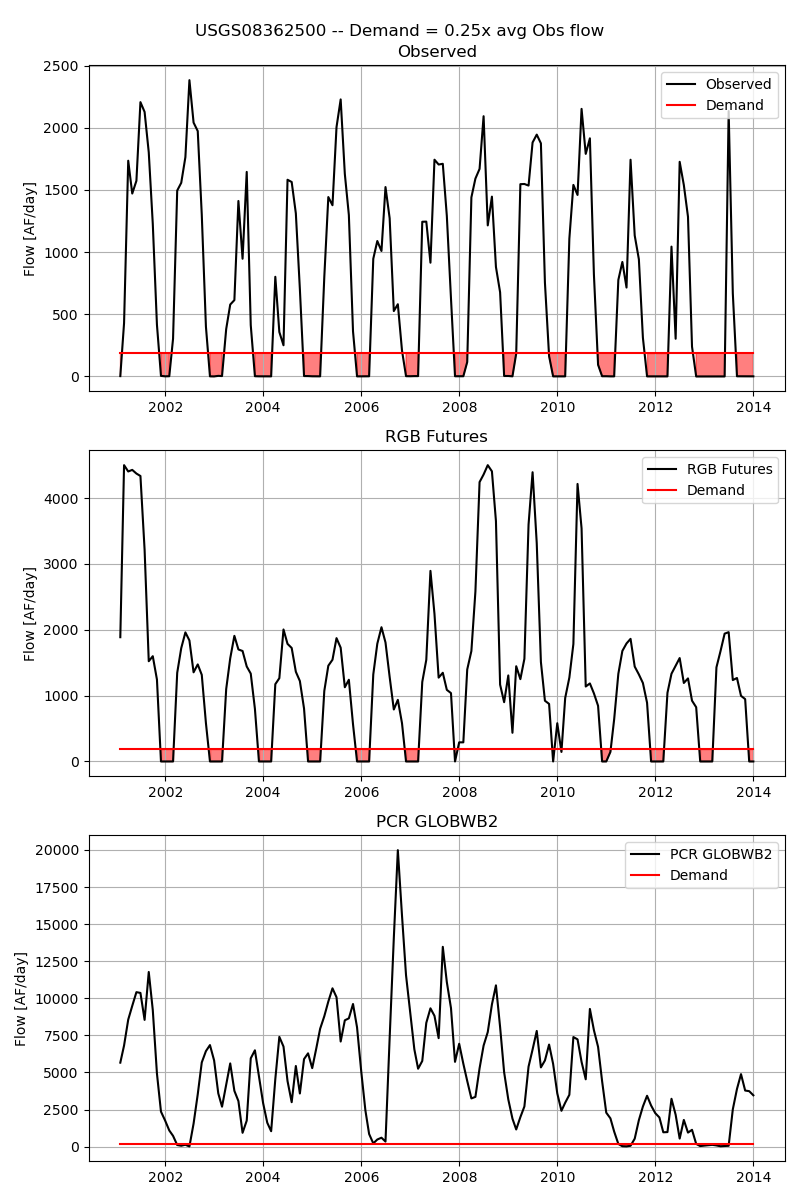 USGS08362500 -- Demand = 0.25x avg Obs flow
Observed
2500
2000
1500
1000
500
0
Flow [AF/day]
Observed
Demand
2002 2004 2006 2008 2010 2012 2014
RGB Futures
4000
3000
2000
1000
0
Flow [AF/day]
RGB Futures
Demand
2002 2004 2006 2008 2010 2012 2014
PCR GLOBWB2
20000
17500
15000
12500
10000
7500
5000
2500
0
Flow [AF/day]
PCR GLOBWB2
Demand
2002 2004 2006 2008 2010 2012 2014